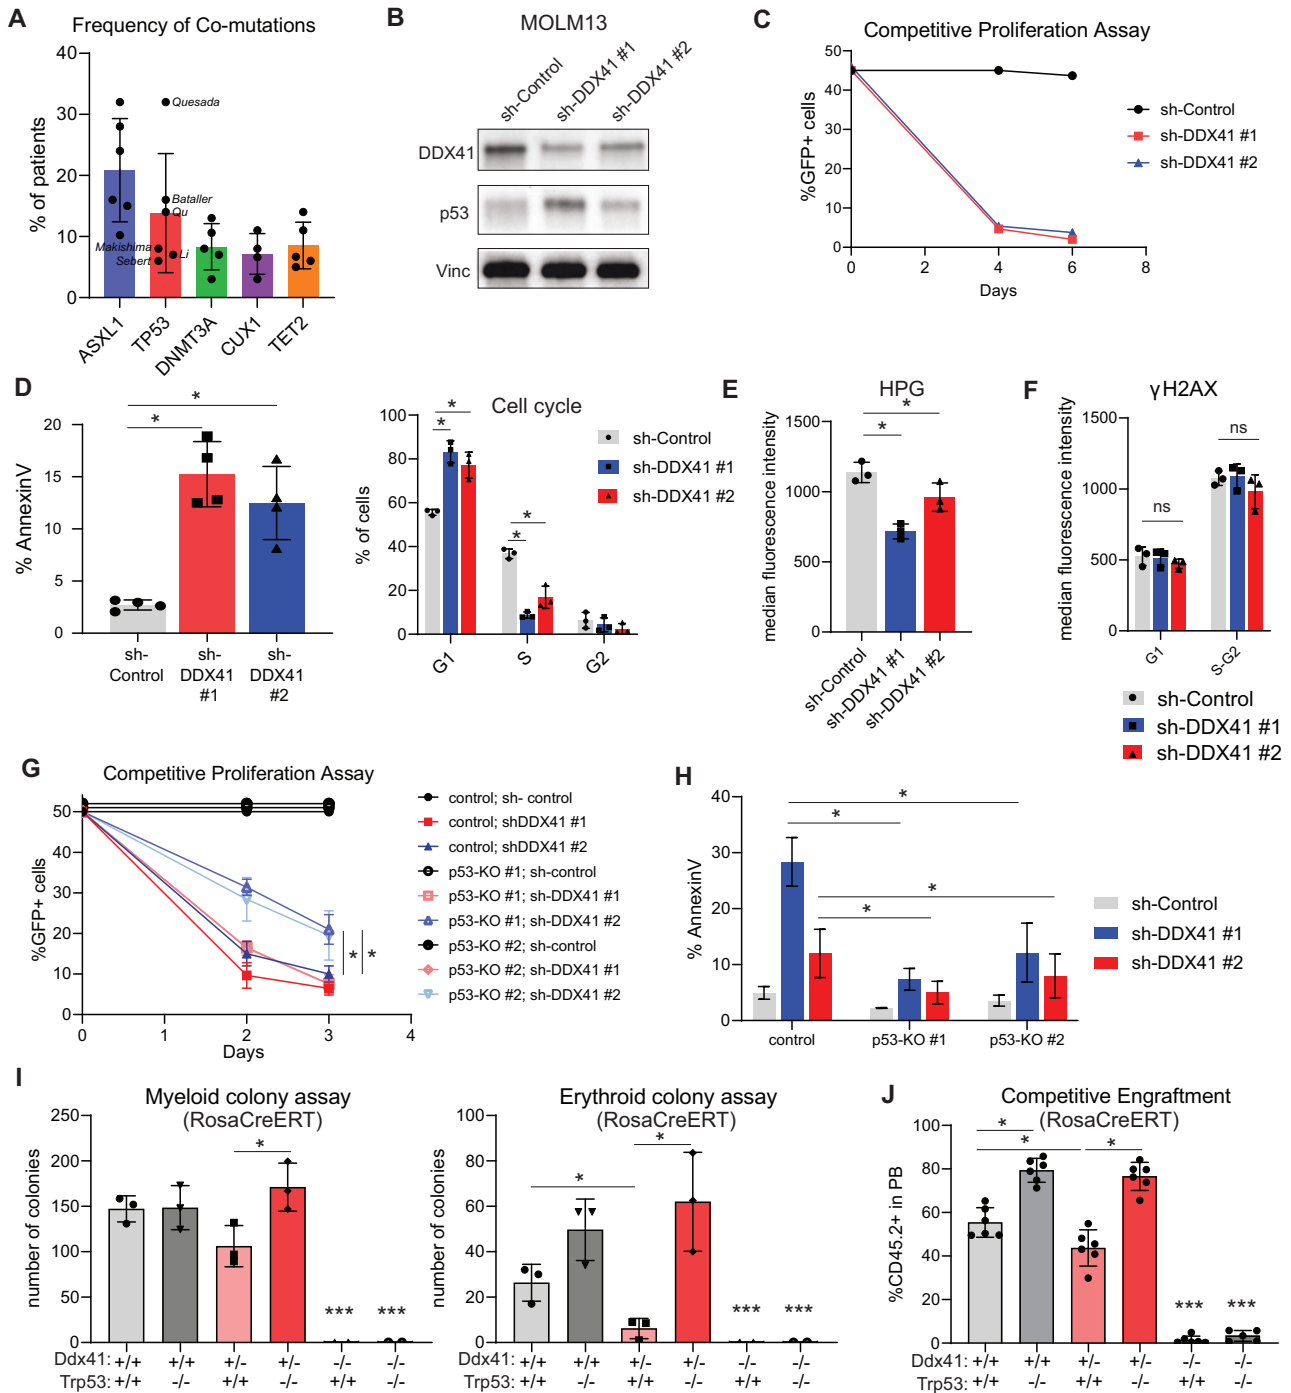 A
Frequency of Co-mutations
% of patients
40
30
20
10
0
Quesada
Bataller
Qu
Makishima
Li
Sebert
ASXL1
TP53
DNMT3A
CUX1
TET2
B
MOLM13
sh-Control
sh-DDX41 #1
sh-DDX41 #2
DDX41
p53
Vinc
C
Competitive Proliferation Assay
%GFP+ cells
50
40
30
20
10
0
0 2 4 6 8
Days
sh-Control
sh-DDX41 #1
sh-DDX41 #2
D
% AnnexinV
20
15
10
5
0
*
*
sh-Control
sh-DDX41 #1
sh-DDX41 #2
Cell cycle
% of cells
100
80
60
40
20
0
*
*
*
*
G1
S
G2
sh-Control
sh-DDX41 #1
sh-DDX41 #2
E
HPG
median fluorescence intensity
1500
1000
500
0
*
*
sh-Control
sh-DDX41 #1
sh-DDX41 #2
F
γH2AX
median fluorescence intensity
1500
1000
500
0
ns
ns
G1
S-G2
sh-Control
sh-DDX41 #1
sh-DDX41 #2
G
Competitive Proliferation Assay
%GFP+ cells
50
40
30
20
10
0
0 1 2 3 4
Days
* *
control; sh- control
control; shDDX41 #1
control; shDDX41 #2
p53-KO #1; sh-control
p53-KO #1; sh-DDX41 #1
p53-KO #1; sh-DDX41 #2
p53-KO #2; sh-control
p53-KO #2; sh-DDX41 #1
p53-KO #2; sh-DDX41 #2
H
% AnnexinV
40
30
20
10
0
*
*
*
*
control
p53-KO #1
p53-KO #2
sh-Control
sh-DDX41 #1
sh-DDX41 #2
I
Myeloid colony assay
(RosaCreERT)
number of colonies
250
200
150
100
50
0
*
*** ***
Ddx41: +/+ +/+ +/- +/- -/- -/-
Trp53: +/+ -/- +/+ -/- +/+ -/-
Erythroid colony assay
(RosaCreERT)
number of colonies
100
80
60
40
20
0
*
*
*** ***
Ddx41: +/+ +/+ +/- +/- -/- -/-
Trp53: +/+ -/- +/+ -/- +/+ -/-
J
Competitive Engraftment
(RosaCreERT)
%CD45.2+ in PB
100
80
60
40
20
0
*
*
*
*** ***
Ddx41: +/+ +/+ +/- +/- -/- -/-
Trp53: +/+ -/- +/+ -/- +/+ -/-